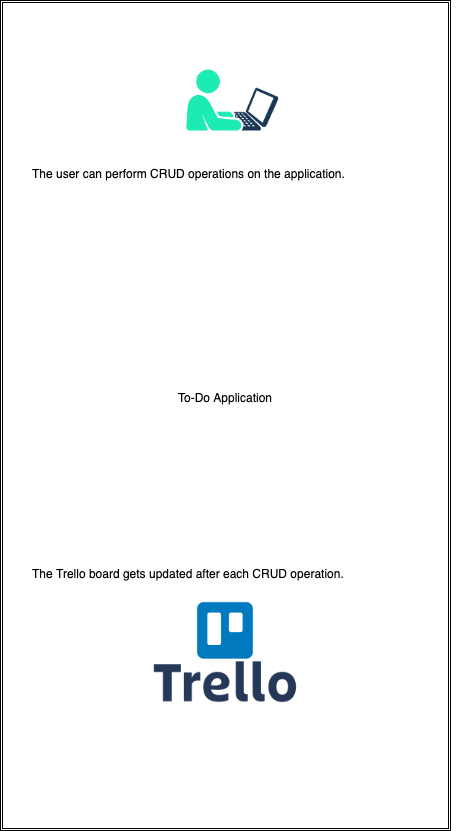 The user can perform CRUD operations on the application.
To-Do Application
The Trello board gets updated after each CRUD operation.
Trello